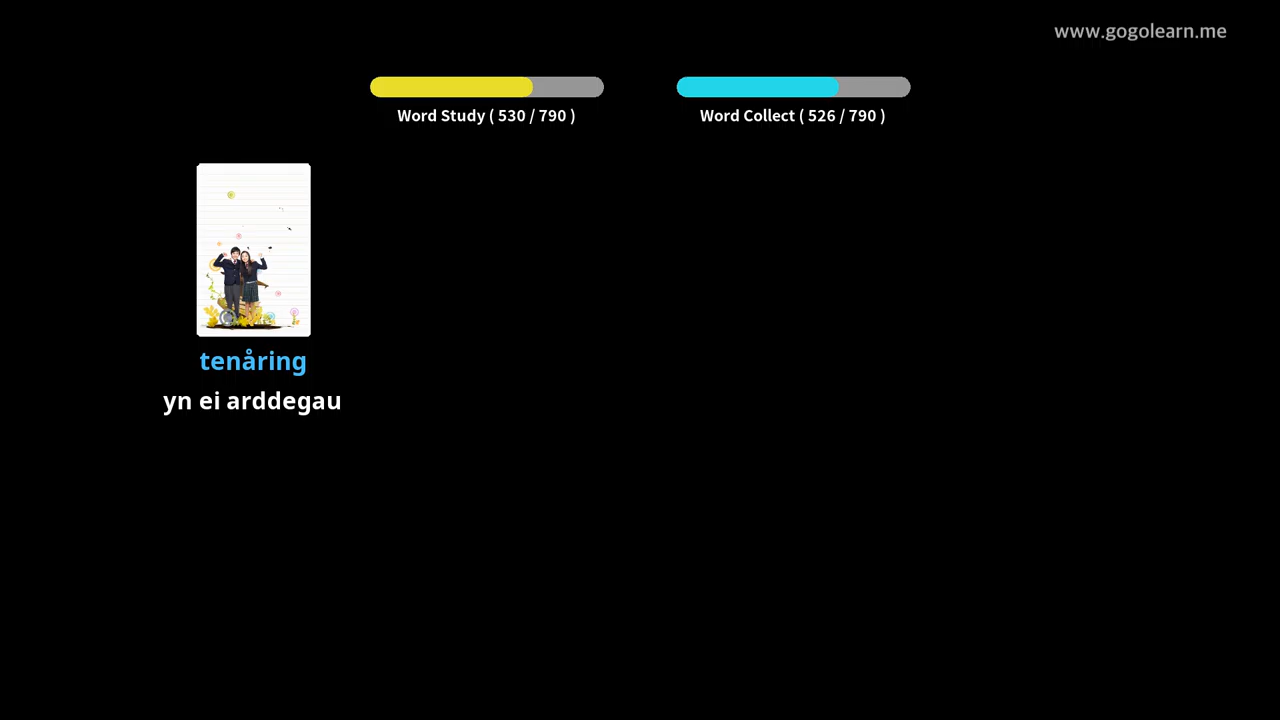 www.gogolearn.me
Word Study ( 530 / 790 )
Word Collect ( 526 / 790 )
tenåring
yn ei arddegau